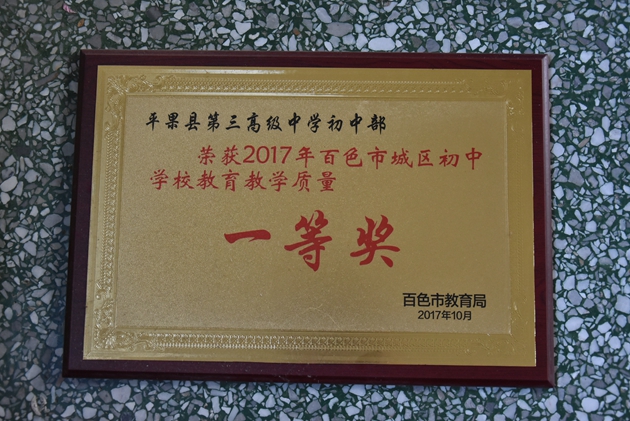 平果县第三高级中学初中部
荣获2017年百色市城区初中
学校教育教学质量
一等奖
百色市教育局
2017年10月